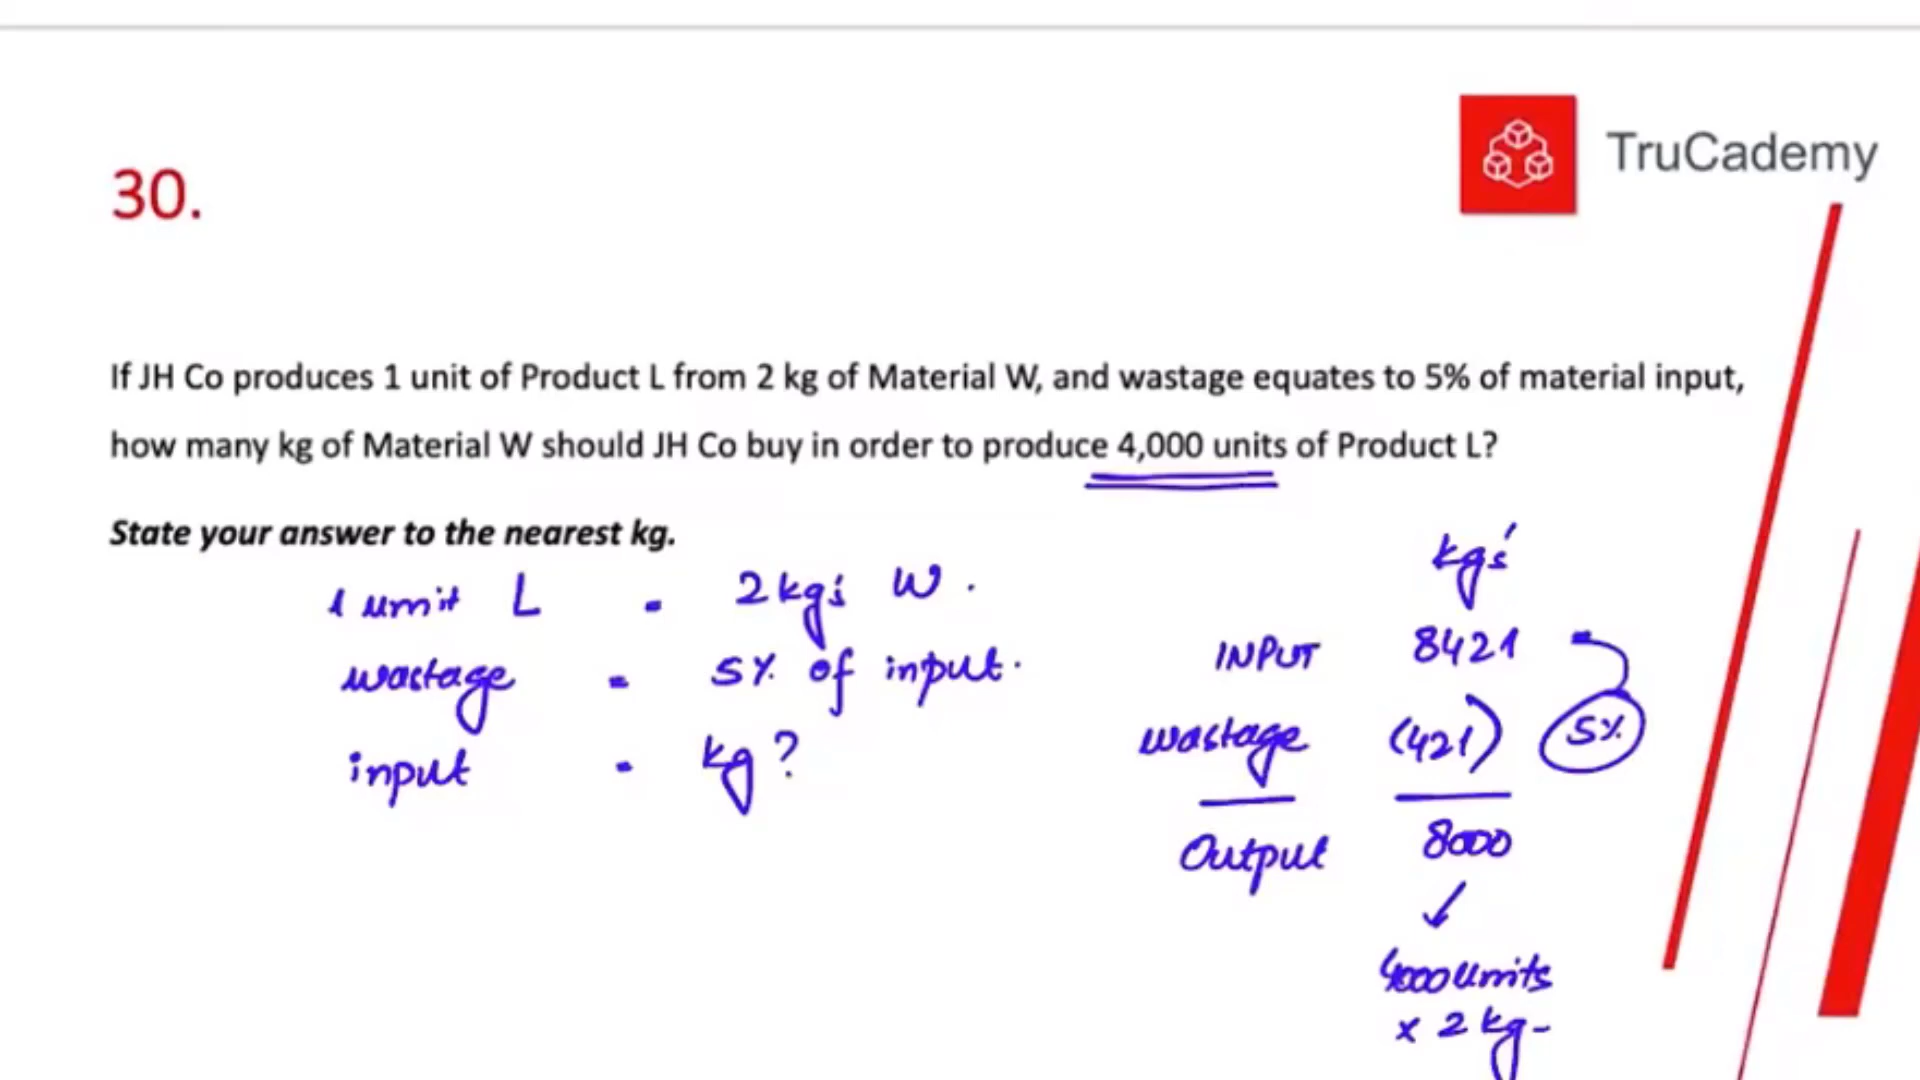 TruCademy
30.
If JH Co produces 1 unit of Product L from 2 kg of Material W, and wastage equates to 5% of material input,
how many kg of Material W should JH Co buy in order to produce 4,000 units of Product L?
State your answer to the nearest kg.
1 unit L = 2 kg's W.
wastage = 5% of input.
input = kg?
kg's
INPUT 8421
wastage (421) 5%
Output 8000
4000 units
x 2 kg-